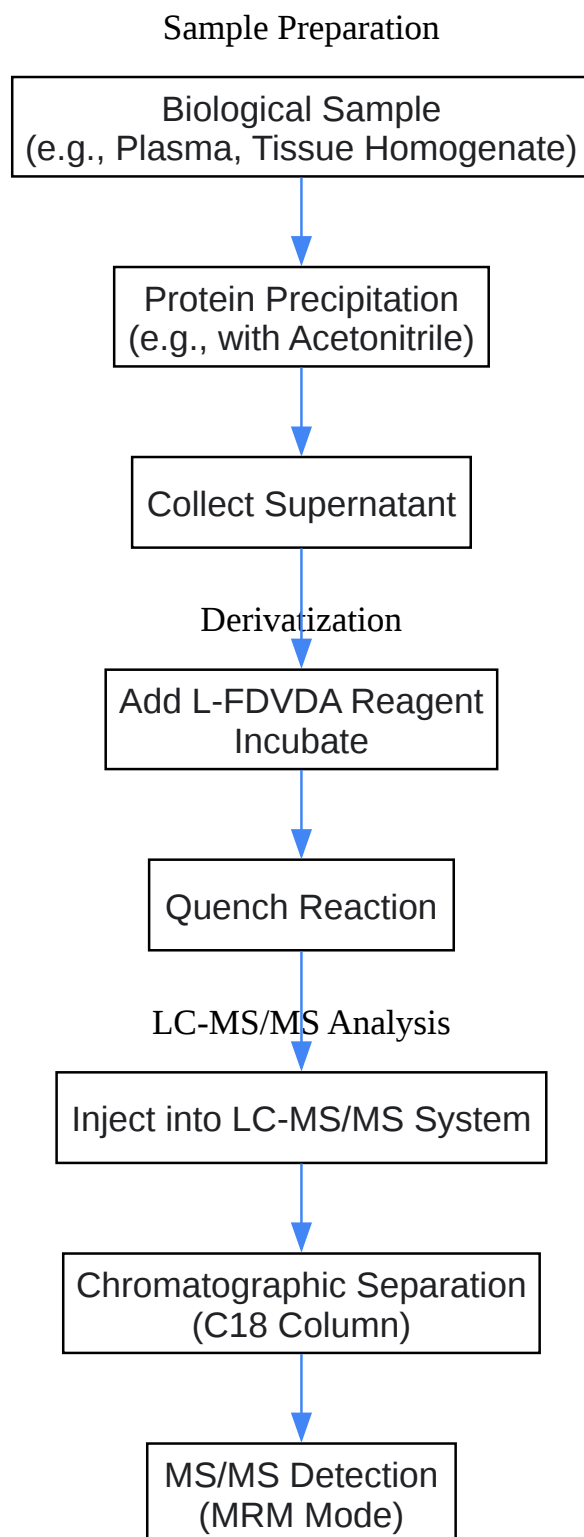 Sample Preparation
Biological Sample
(e.g., Plasma, Tissue Homogenate)
Protein Precipitation
(e.g., with Acetonitrile)
Collect Supernatant
Derivatization
Add L-FDVDA Reagent
Incubate
Quench Reaction
LC-MS/MS Analysis
Inject into LC-MS/MS System
Chromatographic Separation
(C18 Column)
MS/MS Detection
(MRM Mode)